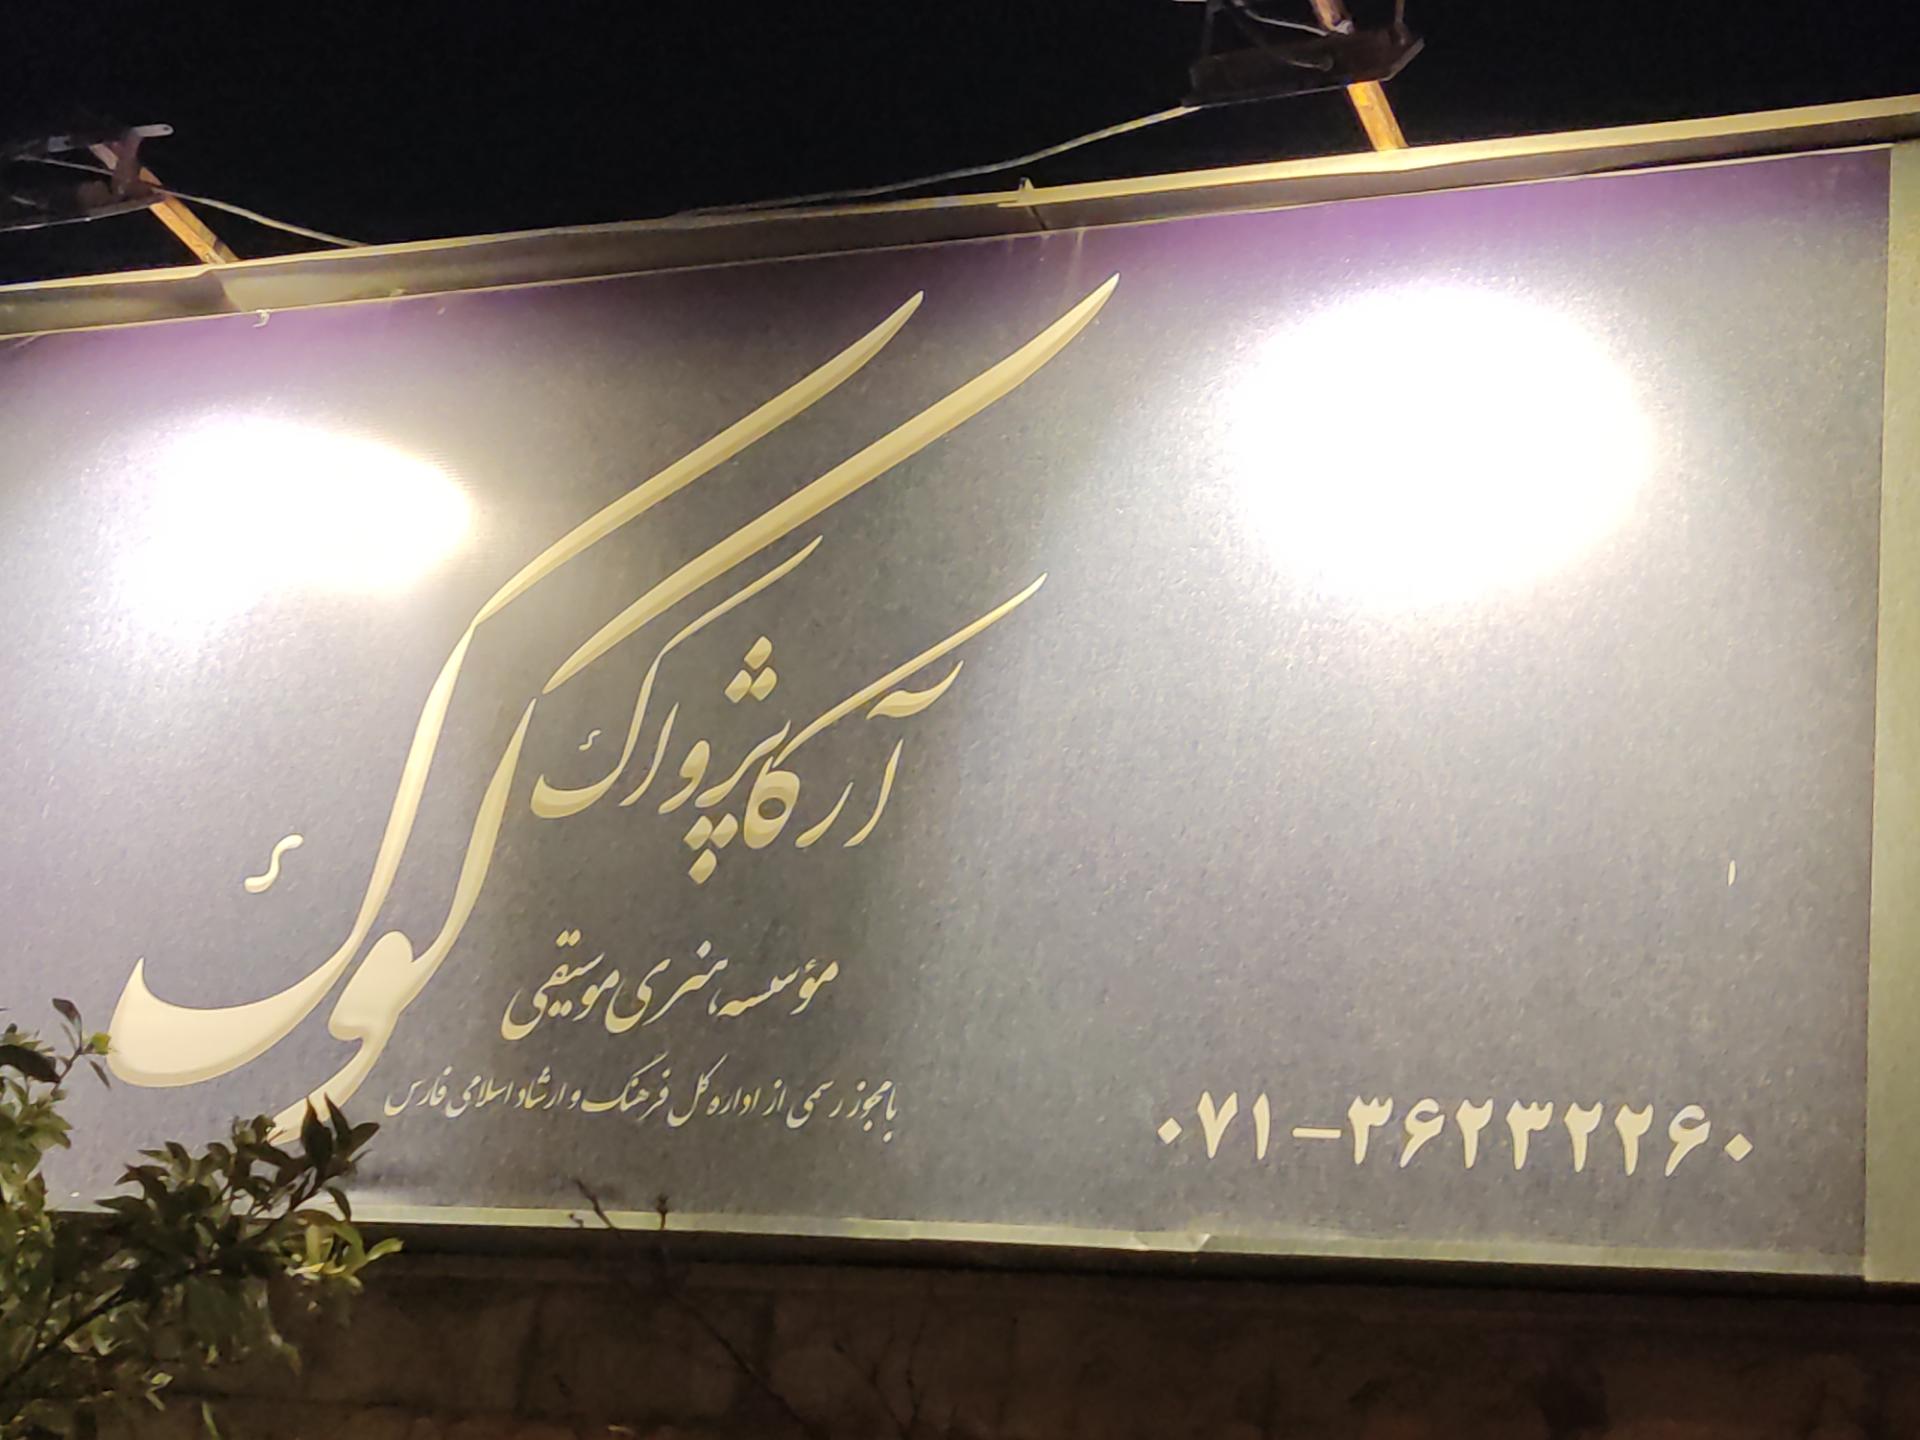 کوک
آرکا پژواک
مؤسسه هنری موسیقی
با مجوز رسمی از اداره کل فرهنگ و ارشاد اسلامی فارس
۰۷۱-۳۶۲۳۲۲۶۰